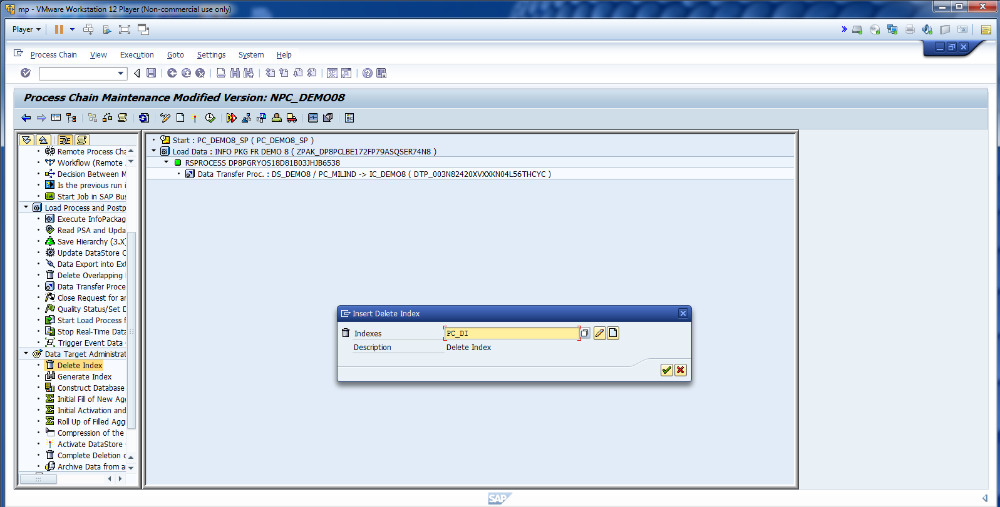 mp - VMware Workstation 12 Player (Non-commercial use only)
Player
Process Chain View Execution Goto Settings System Help
Process Chain Maintenance Modified Version: NPC_DEMO08
Remote Process Cha
Workflow (Remote
Decision Between M
Is the previous run i
Start Job in SAP Bus
Load Process and Postp
Execute InfoPackag
Read PSA and Upda
Save Hierarchy (3.X)
Update DataStore O
Data Export into Ext
Delete Overlapping
Data Transfer Proce
Close Request for an
Quality Status/Set D
Start Load Process f
Stop Real-Time Data
Trigger Event Data
Data Target Administrat
Delete Index
Generate Index
Construct Database
Initial Fill of New Agg
Initial Activation and
Roll Up of Filled Agg
Compression of the
Activate DataStore
Complete Deletion o
Archive Data from a
Start : PC_DEMO8_SP ( PC_DEMO8_SP )
Load Data : INFO PKG FR DEMO 8 ( ZPAK_DP8PCLBE172FP79ASQSER74N8 )
RSPROCESS DP8PGRYOS18D81B03JHJB6538
Data Transfer Proc. : DS_DEMO8 / PC_MILIND -> IC_DEMO8 ( DTP_003N82420XVXXKN04L56THCYC )
Insert Delete Index
Indexes PC_DI
Description Delete Index
SAP